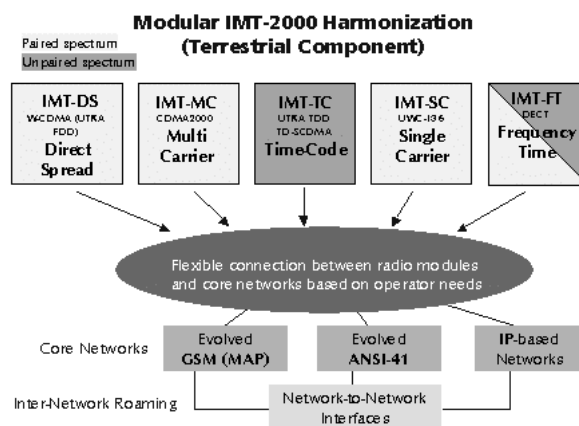 Modular IMT-2000 Harmonization
(Terrestrial Component)
Paired spectrum
Unpaired spectrum
IMT-DS
W-CDMA (UTRA
FDD)
Direct
Spread
IMT-MC
CDMA2000
Multi
Carrier
IMT-TC
UTRA TDD
TD-SCDMA
Time-Code
IMT-SC
UWC-136
Single
Carrier
IMT-FT
DECT
Frequency
Time
Flexible connection between radio modules
and core networks based on operator needs
Core Networks
Evolved
GSM (MAP)
Evolved
ANSI-41
IP-based
Networks
Inter-Network Roaming
Network-to-Network
Interfaces